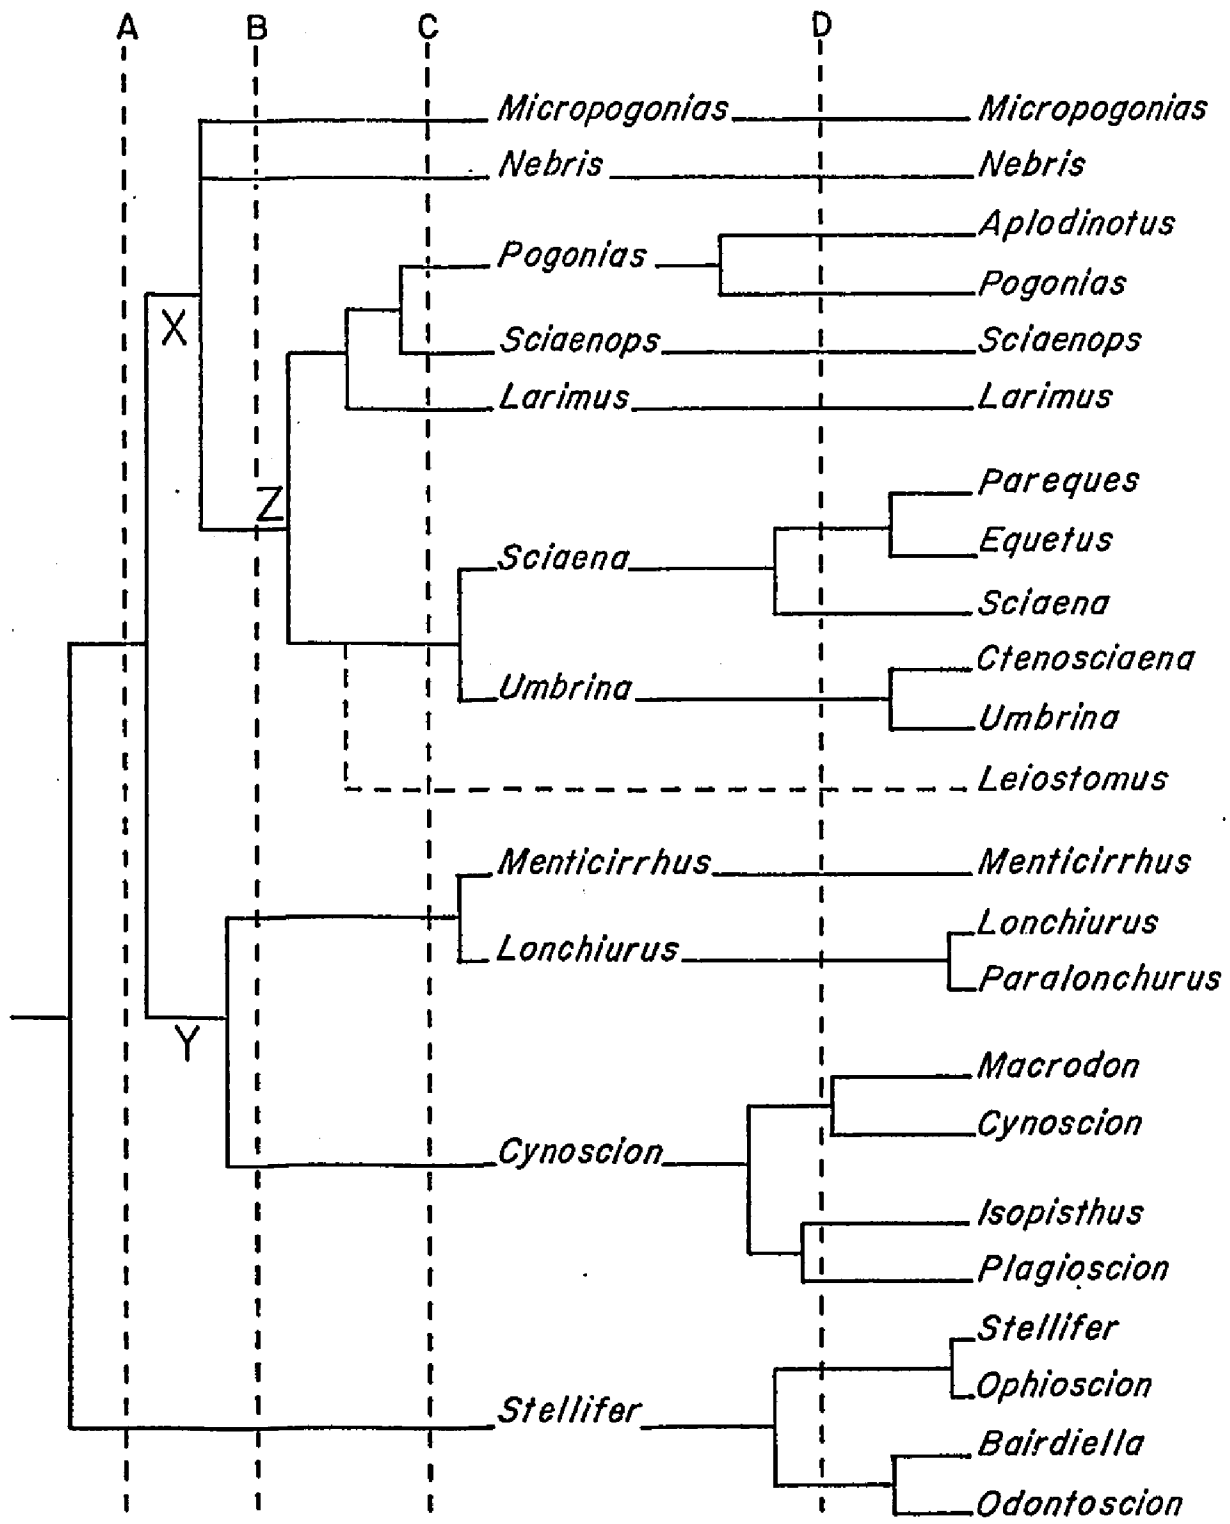 A B C D
Micropogonias Micropogonias
Nebris Nebris
Aplodinotus
Pogonias
Pogonias
X
Sciaenops Sciaenops
Larimus Larimus
Pareques
Z
Equetus
Sciaena
Sciaena
Ctenosciaena
Umbrina
Umbrina
Leiostomus
Menticirrhus Menticirrhus
Lonchiurus
Lonchiurus
Paralonchurus
Y
Macrodon
Cynoscion
Cynoscion
Isopisthus
Plagioscion
Stellifer
Ophioscion
Stellifer
Bairdiella
Odontoscion